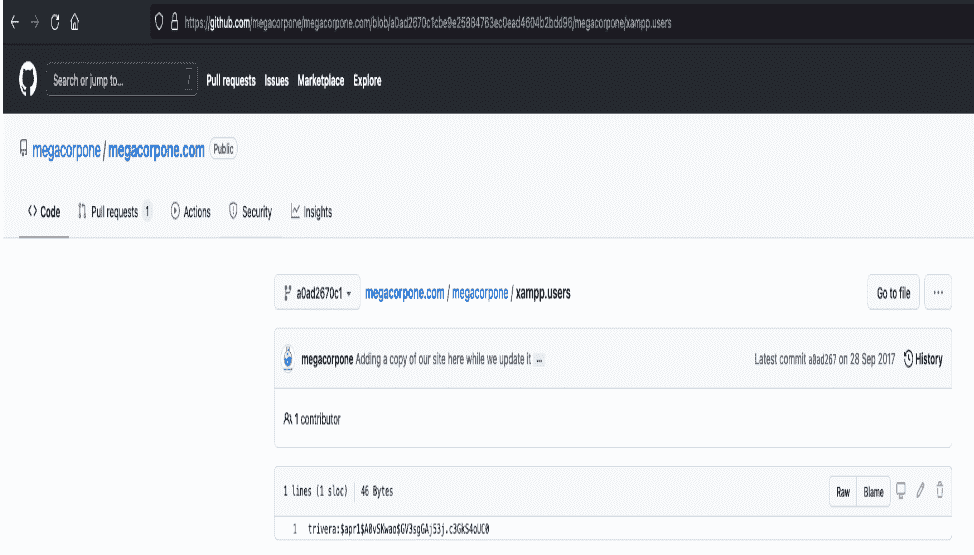 https://github.com/megacorpone/megacorpone.com/blob/a0ad2670c1cbe9e25884763ec0ead4604b2bdd96/megacorpone/xampp.users
Search or jump to... / Pull requests Issues Marketplace Explore
megacorpone / megacorpone.com Public
Code Pull requests 1 Actions Security Insights
a0ad2670c1 megacorpone.com / megacorpone / xampp.users Go to file ...
megacorpone Adding a copy of our site here while we update it ... Latest commit a0ad267 on 28 Sep 2017 History
1 contributor
1 lines (1 sloc) 46 Bytes Raw Blame
1 trivera:$apr1$A0vSKwao$GV3sgGAj53j.c3GkS4oUC0